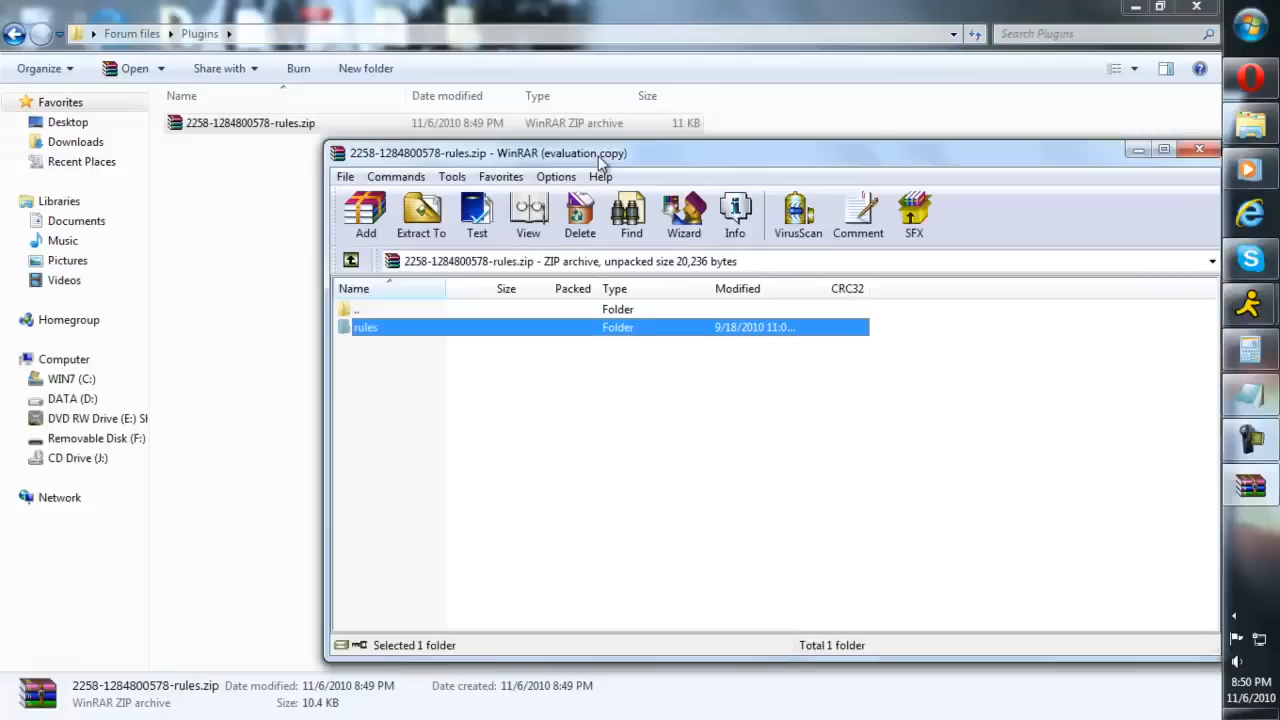 Forum files Plugins
Search Plugins
Organize Open Share with Burn New folder
Favorites
Desktop
Downloads
Recent Places
Libraries
Documents
Music
Pictures
Videos
Homegroup
Computer
WIN7 (C:)
DATA (D:)
DVD RW Drive (E:) SH
Removable Disk (F:)
CD Drive (J:)
Network
Name Date modified Type Size
2258-1284800578-rules.zip 11/6/2010 8:49 PM WinRAR ZIP archive 11 KB
2258-1284800578-rules.zip - WinRAR (evaluation copy)
File Commands Tools Favorites Options Help
Add Extract To Test View Delete Find Wizard Info VirusScan Comment SFX
2258-1284800578-rules.zip - ZIP archive, unpacked size 20,236 bytes
Name Size Packed Type Modified CRC32
.. Folder
rules Folder 9/18/2010 11:0...
Selected 1 folder Total 1 folder
2258-1284800578-rules.zip Date modified: 11/6/2010 8:49 PM Date created: 11/6/2010 8:49 PM
WinRAR ZIP archive Size: 10.4 KB
8:50 PM
11/6/2010